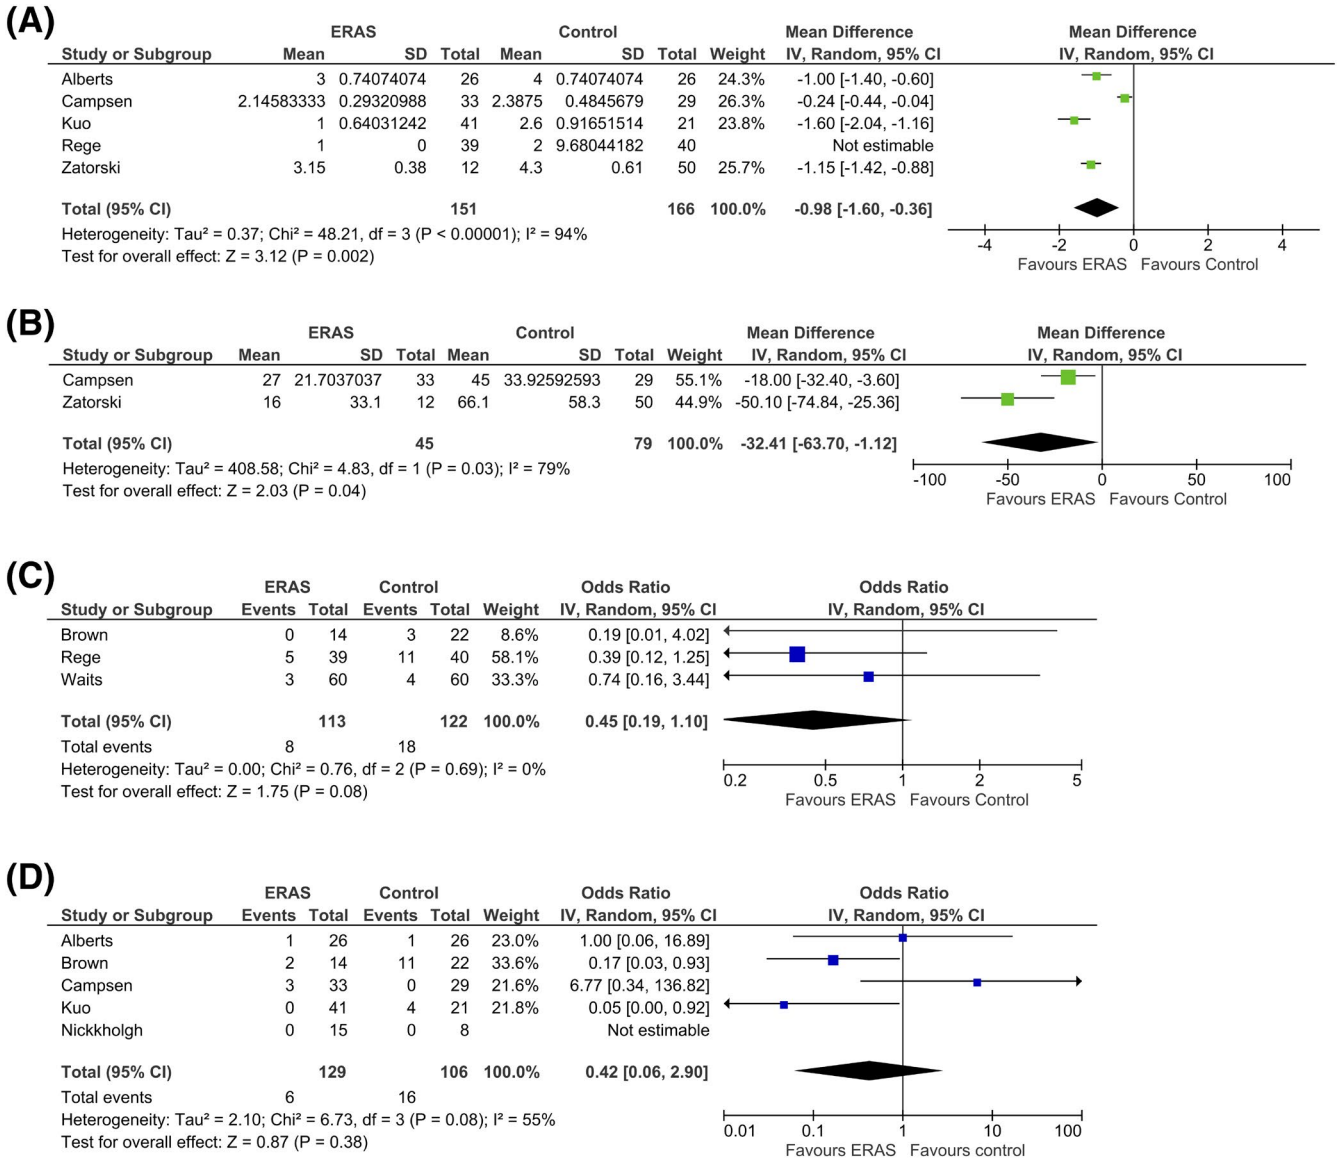 (A)
ERAS Control Mean Difference Mean Difference
Study or Subgroup Mean SD Total Mean SD Total Weight IV, Random, 95% CI IV, Random, 95% CI
Alberts 3 0.74074074 26 4 0.74074074 26 24.3% -1.00 [-1.40, -0.60]
Campsen 2.14583333 0.29320988 33 2.3875 0.4845679 29 26.3% -0.24 [-0.44, -0.04]
Kuo 1 0.64031242 41 2.6 0.91651514 21 23.8% -1.60 [-2.04, -1.16]
Rege 1 0 39 2 9.68044182 40 Not estimable
Zatorski 3.15 0.38 12 4.3 0.61 50 25.7% -1.15 [-1.42, -0.88]
Total (95% CI) 151 166 100.0% -0.98 [-1.60, -0.36]
Heterogeneity: Tau² = 0.37; Chi² = 48.21, df = 3 (P < 0.00001); I² = 94%
Test for overall effect: Z = 3.12 (P = 0.002)
-4 -2 0 2 4
Favours ERAS Favours Control
(B)
ERAS Control Mean Difference Mean Difference
Study or Subgroup Mean SD Total Mean SD Total Weight IV, Random, 95% CI IV, Random, 95% CI
Campsen 27 21.7037037 33 45 33.92592593 29 55.1% -18.00 [-32.40, -3.60]
Zatorski 16 33.1 12 66.1 58.3 50 44.9% -50.10 [-74.84, -25.36]
Total (95% CI) 45 79 100.0% -32.41 [-63.70, -1.12]
Heterogeneity: Tau² = 408.58; Chi² = 4.83, df = 1 (P = 0.03); I² = 79%
Test for overall effect: Z = 2.03 (P = 0.04)
-100 -50 0 50 100
Favours ERAS Favours Control
(C)
ERAS Control Odds Ratio Odds Ratio
Study or Subgroup Events Total Events Total Weight IV, Random, 95% CI IV, Random, 95% CI
Brown 0 14 3 22 8.6% 0.19 [0.01, 4.02]
Rege 5 39 11 40 58.1% 0.39 [0.12, 1.25]
Waits 3 60 4 60 33.3% 0.74 [0.16, 3.44]
Total (95% CI) 113 122 100.0% 0.45 [0.19, 1.10]
Total events 8 18
Heterogeneity: Tau² = 0.00; Chi² = 0.76, df = 2 (P = 0.69); I² = 0%
Test for overall effect: Z = 1.75 (P = 0.08)
0.2 0.5 1 2 5
Favours ERAS Favours Control
(D)
ERAS Control Odds Ratio Odds Ratio
Study or Subgroup Events Total Events Total Weight IV, Random, 95% CI IV, Random, 95% CI
Alberts 1 26 1 26 23.0% 1.00 [0.06, 16.89]
Brown 2 14 11 22 33.6% 0.17 [0.03, 0.93]
Campsen 3 33 0 29 21.6% 6.77 [0.34, 136.82]
Kuo 0 41 4 21 21.8% 0.05 [0.00, 0.92]
Nickkholgh 0 15 0 8 Not estimable
Total (95% CI) 129 106 100.0% 0.42 [0.06, 2.90]
Total events 6 16
Heterogeneity: Tau² = 2.10; Chi² = 6.73, df = 3 (P = 0.08); I² = 55%
Test for overall effect: Z = 0.87 (P = 0.38)
0.01 0.1 1 10 100
Favours ERAS Favours control